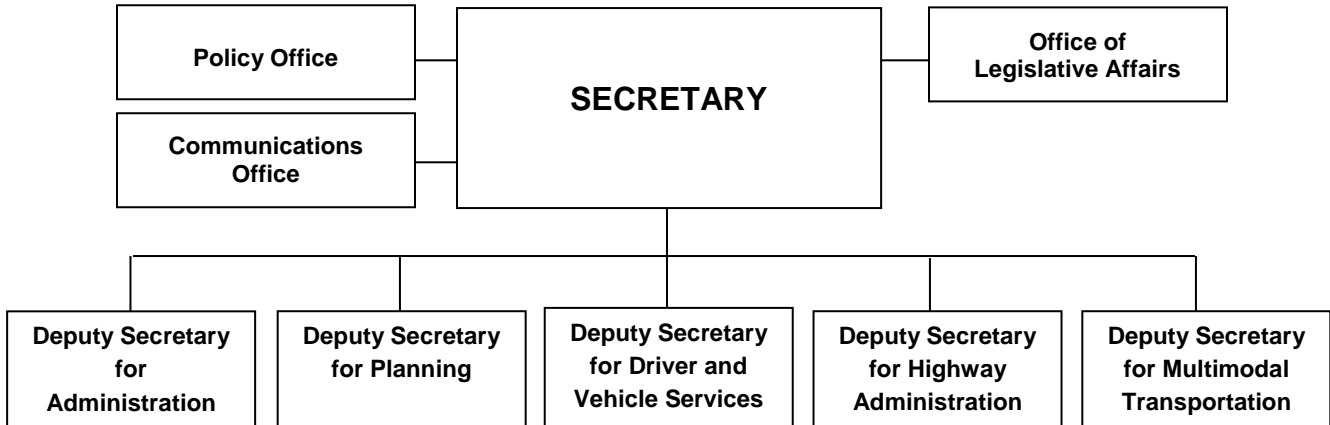 Policy Office
SECRETARY
Office of
Legislative Affairs
Communications
Office
Deputy Secretary
for
Administration
Deputy Secretary
for Planning
Deputy Secretary
for Driver and
Vehicle Services
Deputy Secretary
for Highway
Administration
Deputy Secretary
for Multimodal
Transportation